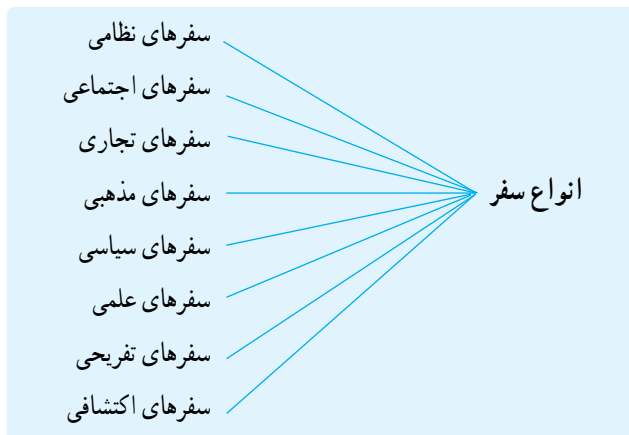 انواع سفر
سفرهای نظامی
سفرهای اجتماعی
سفرهای تجاری
سفرهای مذهبی
سفرهای سیاسی
سفرهای علمی
سفرهای تفریحی
سفرهای اکتشافی